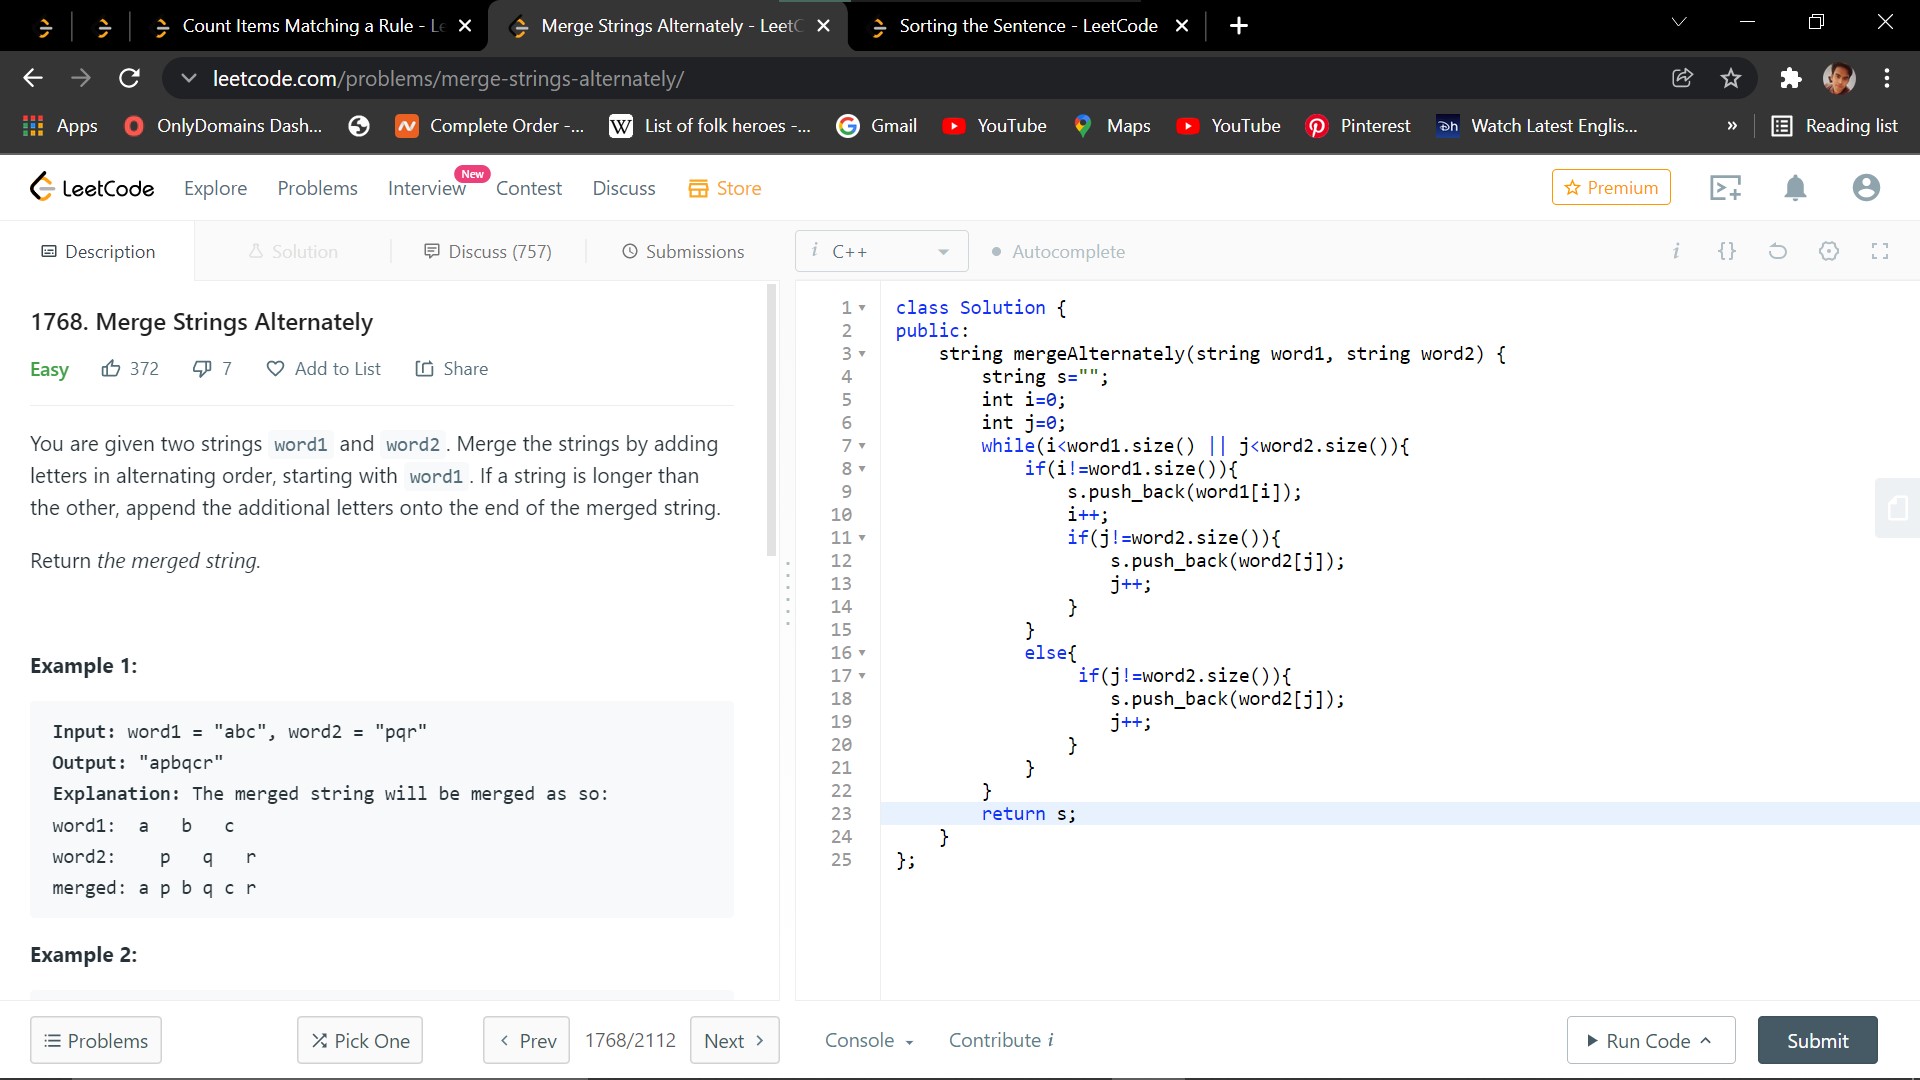 Count Items Matching a Rule - Le
Merge Strings Alternately - LeetC
Sorting the Sentence - LeetCode
leetcode.com/problems/merge-strings-alternately/
Apps
OnlyDomains Dash...
Complete Order -...
W List of folk heroes -...
Gmail
YouTube
Maps
YouTube
Pinterest
Watch Latest Englis...
»
Reading list
LeetCode
Explore
Problems
Interview
New
Contest
Discuss
Store
Premium
Description
Solution
Discuss (757)
Submissions
i C++
Autocomplete
i
{}
1768. Merge Strings Alternately
Easy
372
7
Add to List
Share
You are given two strings word1 and word2. Merge the strings by adding
letters in alternating order, starting with word1. If a string is longer than
the other, append the additional letters onto the end of the merged string.
Return the merged string.
Example 1:
Input: word1 = "abc", word2 = "pqr"
Output: "apbqcr"
Explanation: The merged string will be merged as so:
word1:  a   b   c
word2:    p   q   r
merged: a p b q c r
Example 2:
1 class Solution {
2 public:
3     string mergeAlternately(string word1, string word2) {
4         string s="";
5         int i=0;
6         int j=0;
7         while(i<word1.size() || j<word2.size()){
8             if(i!=word1.size()){
9                 s.push_back(word1[i]);
10                 i++;
11                 if(j!=word2.size()){
12                     s.push_back(word2[j]);
13                     j++;
14                 }
15             }
16             else{
17                  if(j!=word2.size()){
18                     s.push_back(word2[j]);
19                     j++;
20                 }
21             }
22         }
23         return s;
24     }
25 };
Problems
Pick One
Prev
1768/2112
Next
Console
Contribute i
Run Code
Submit